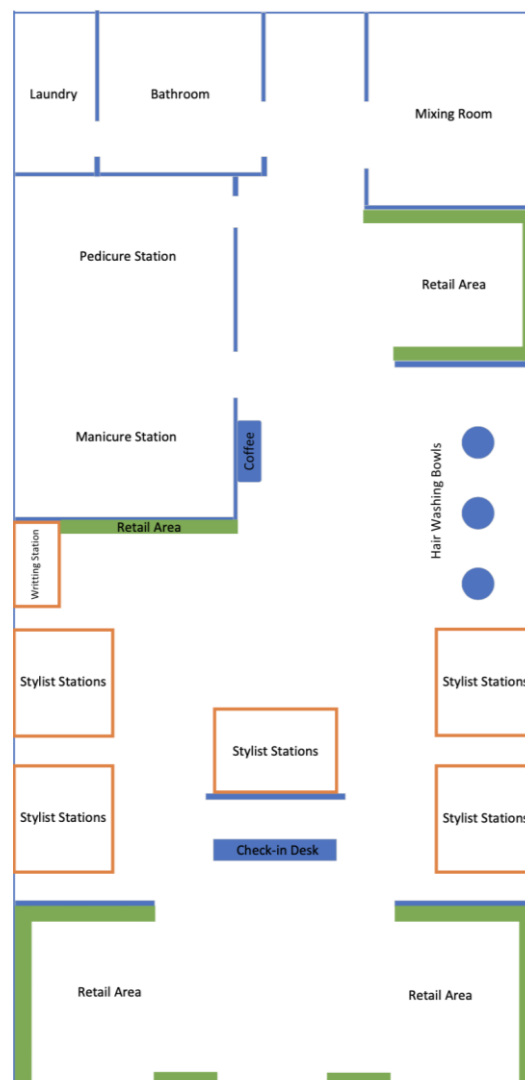 Laundry
Bathroom
Mixing Room
Pedicure Station
Retail Area
Manicure Station
Coffee
Hair Washing Bowls
Retail Area
Writting Station
Stylist Stations
Stylist Stations
Stylist Stations
Stylist Stations
Stylist Stations
Check-in Desk
Retail Area
Retail Area